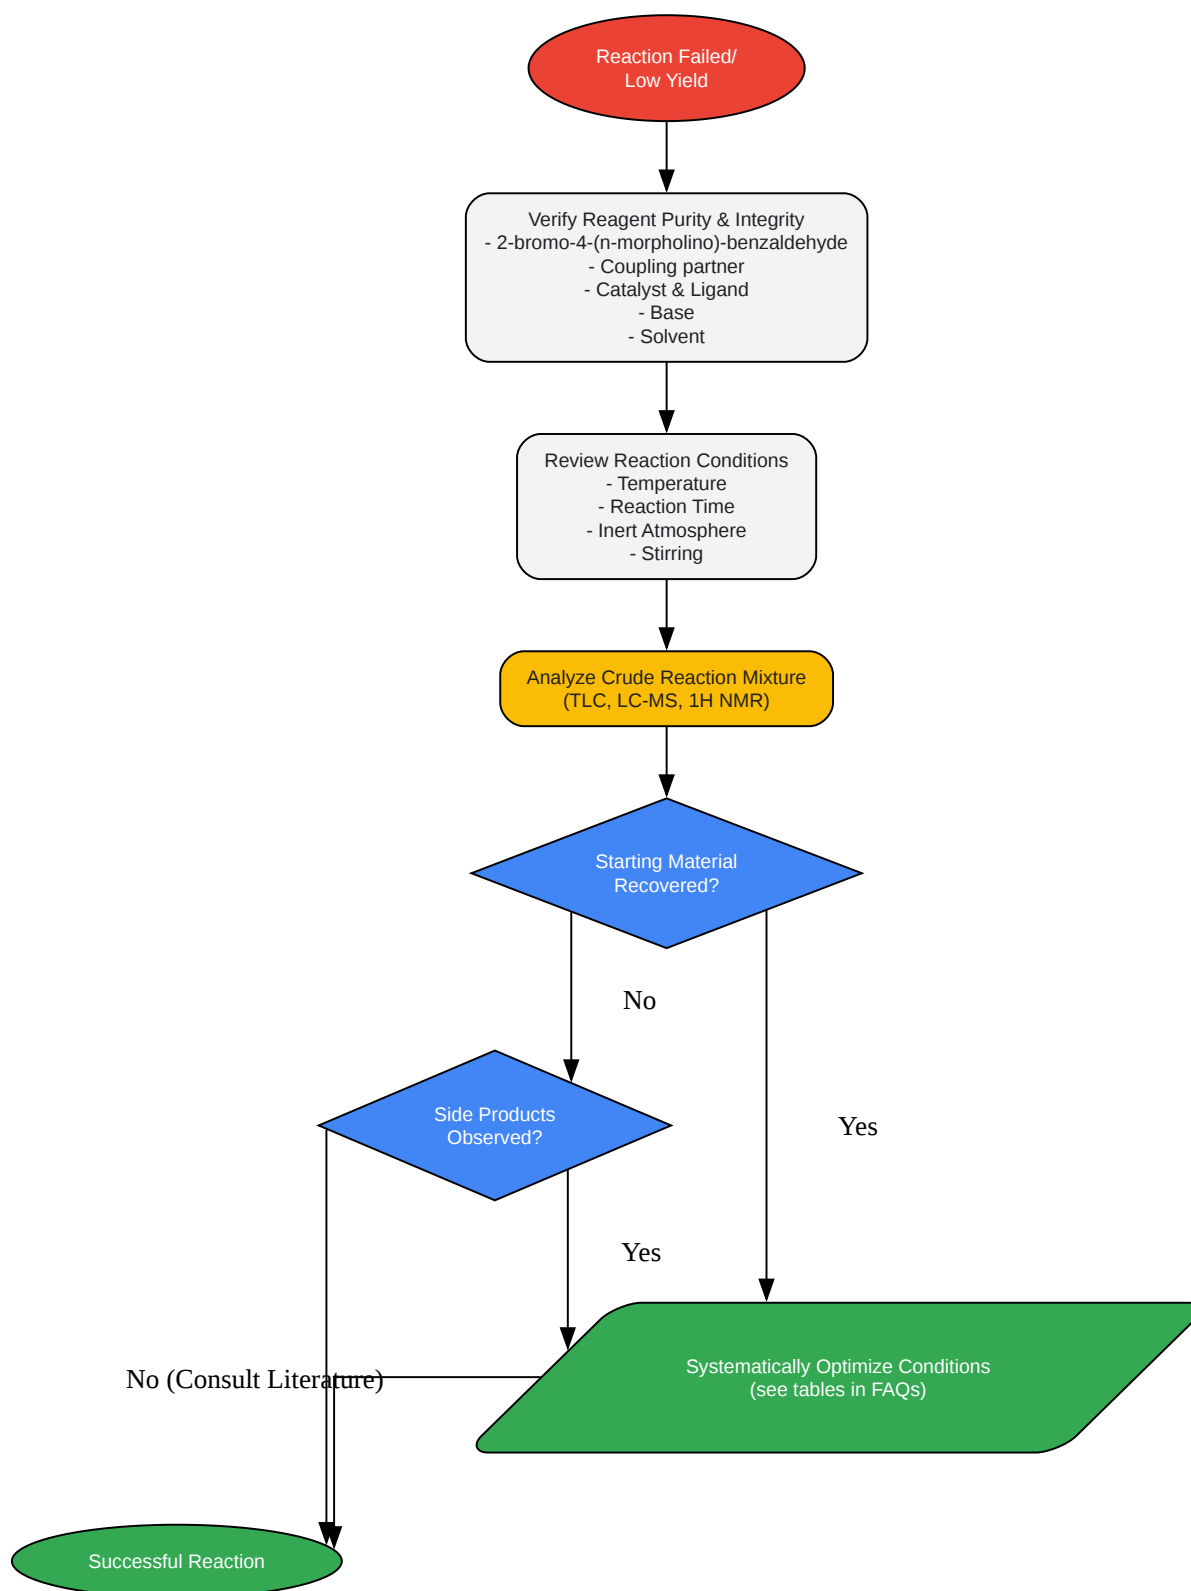 Reaction Failed/
Low Yield
Verify Reagent Purity & Integrity
- 2-bromo-4-(n-morpholino)-benzaldehyde
- Coupling partner
- Catalyst & Ligand
- Base
- Solvent
Review Reaction Conditions
- Temperature
- Reaction Time
- Inert Atmosphere
- Stirring
Analyze Crude Reaction Mixture
(TLC, LC-MS, 1H NMR)
Starting Material
Recovered?
No
Side Products
Observed?
Yes
Yes
Systematically Optimize Conditions
(see tables in FAQs)
No (Consult Literature)
Successful Reaction